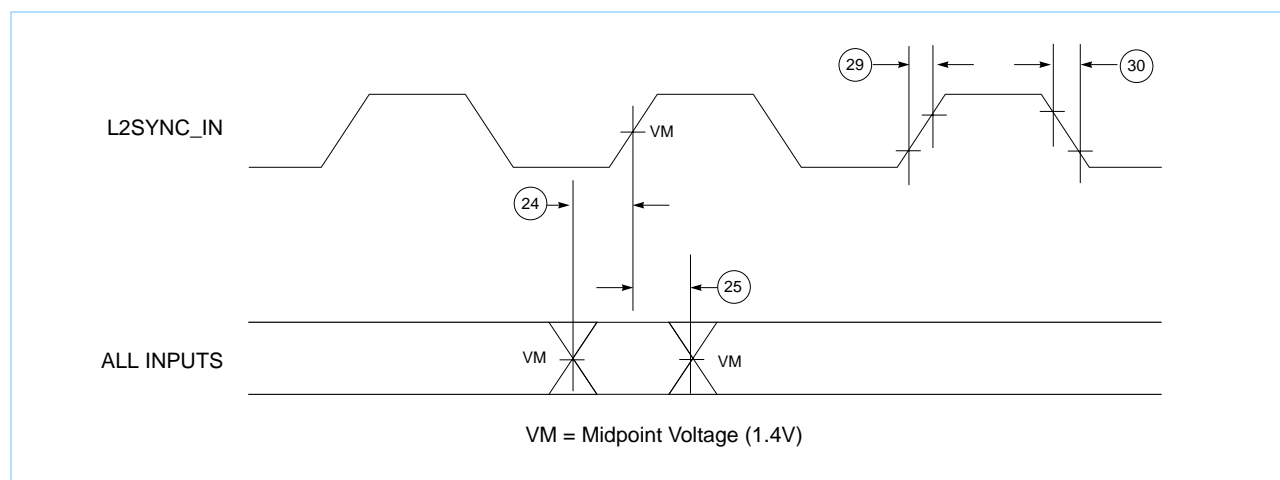 29
30
L2SYNC_IN
VM
24
25
ALL INPUTS
VM
VM
VM = Midpoint Voltage (1.4V)